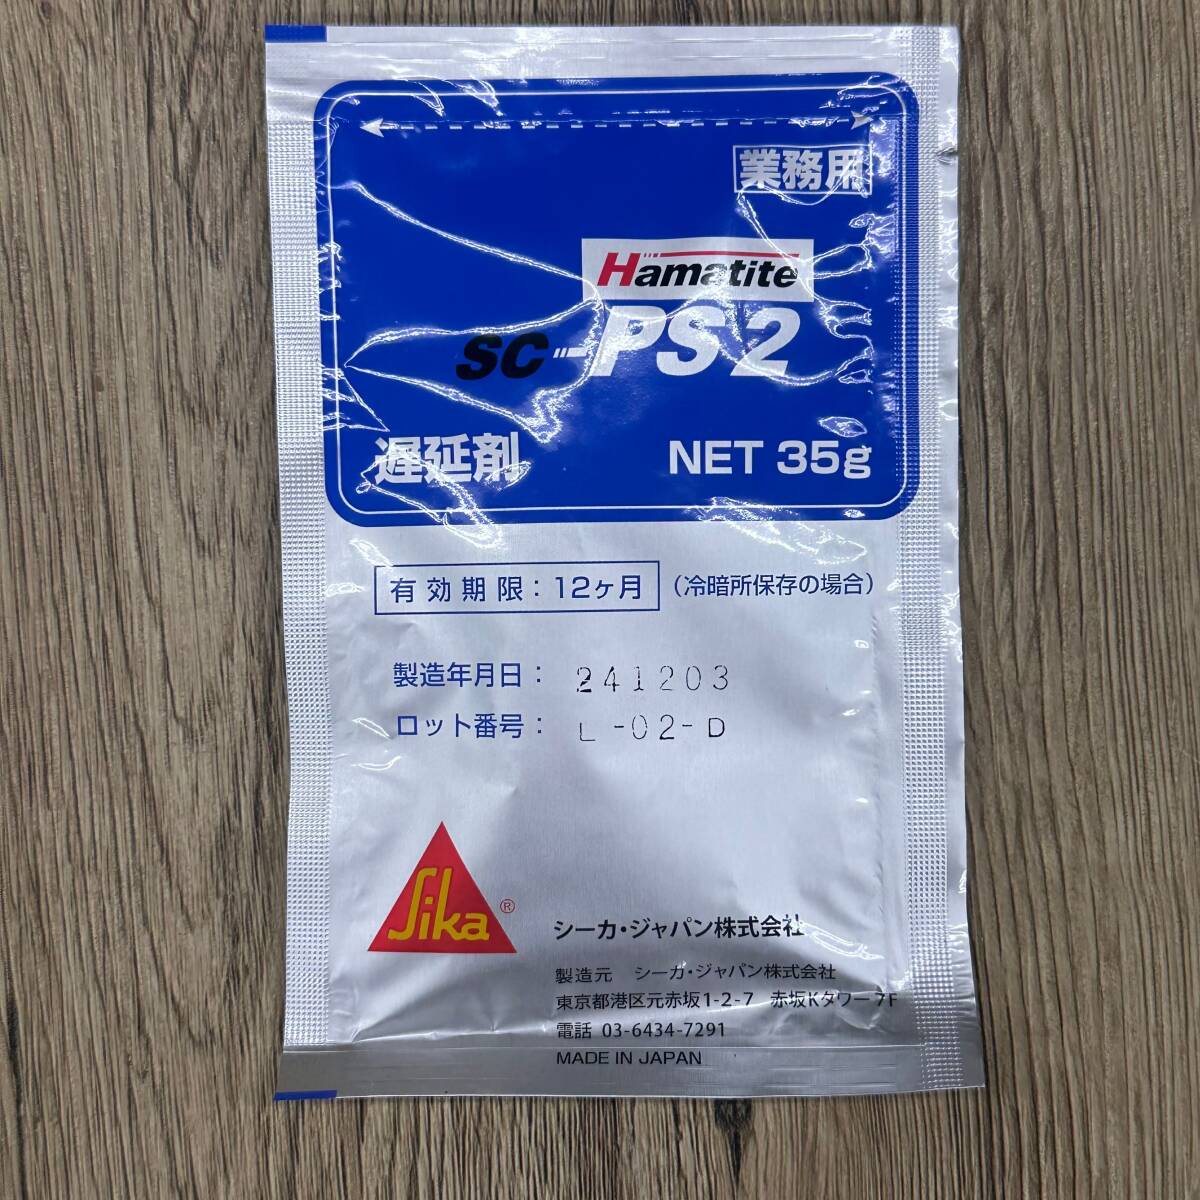 業務用
Hamatite
SC-PS2
遅延剤 NET 35g
有効期限：12ヶ月 （冷暗所保存の場合）
製造年月日： 241203
ロット番号： L-02-D
Sika®
シーカ・ジャパン株式会社
製造元 シーカ・ジャパン株式会社
東京都港区元赤坂1-2-7 赤坂Kタワー7F
電話 03-6434-7291
MADE IN JAPAN